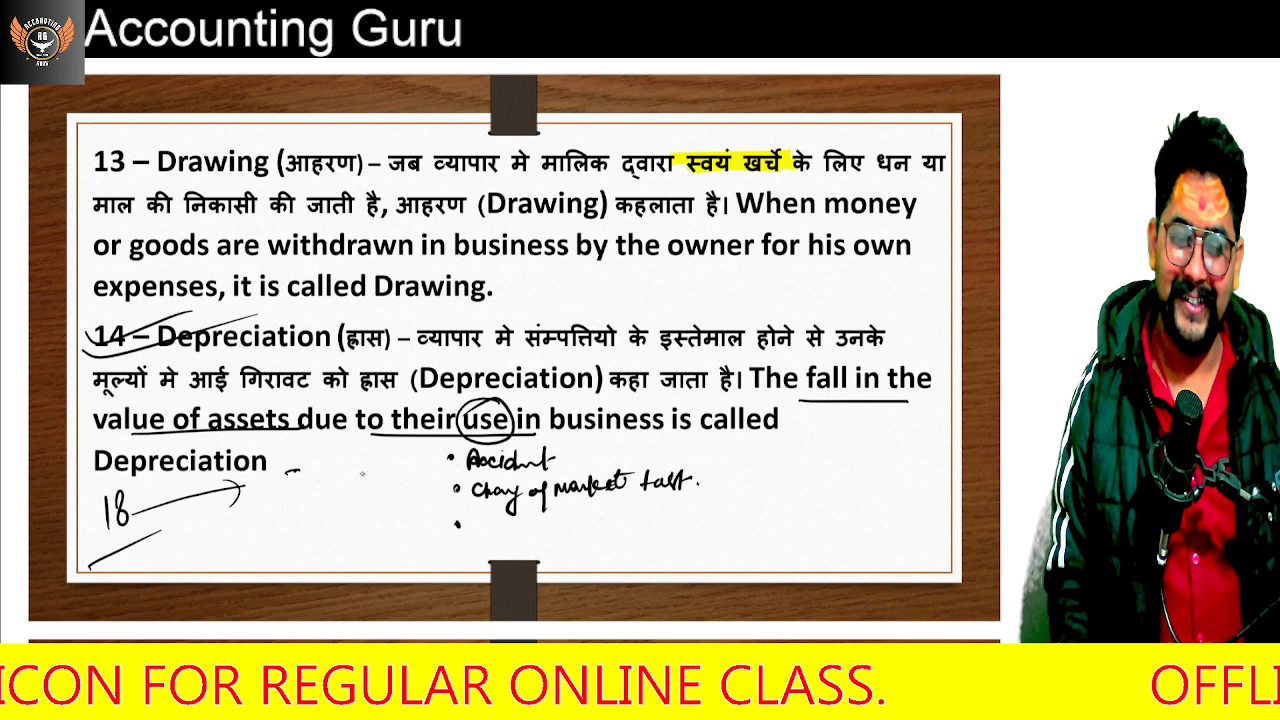 Accounting Guru
13 – Drawing (आहरण) – जब व्यापार मे मालिक द्वारा स्वयं खर्चे के लिए धन या
माल की निकासी की जाती है, आहरण (Drawing) कहलाता है। When money
or goods are withdrawn in business by the owner for his own
expenses, it is called Drawing.
14 – Depreciation (ह्रास) – व्यापार मे संम्पत्तियो के इस्तेमाल होने से उनके
मूल्यों मे आई गिरावट को ह्रास (Depreciation) कहा जाता है। The fall in the
value of assets due to their use in business is called
Depreciation
• Accident
• of market
18
ICON FOR REGULAR ONLINE CLASS. OFFLI